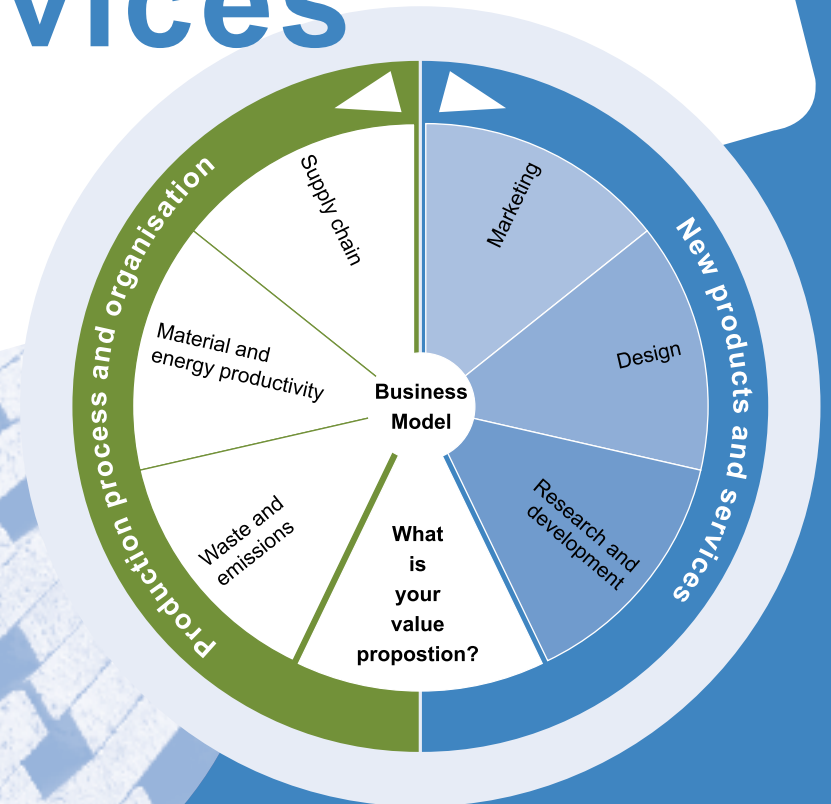 vices
Production process and organisation
New products and services
Supply chain
Marketing
Material and
energy productivity
Design
Business
Model
Waste and
emissions
Research and
development
What
is
your
value
propostion?